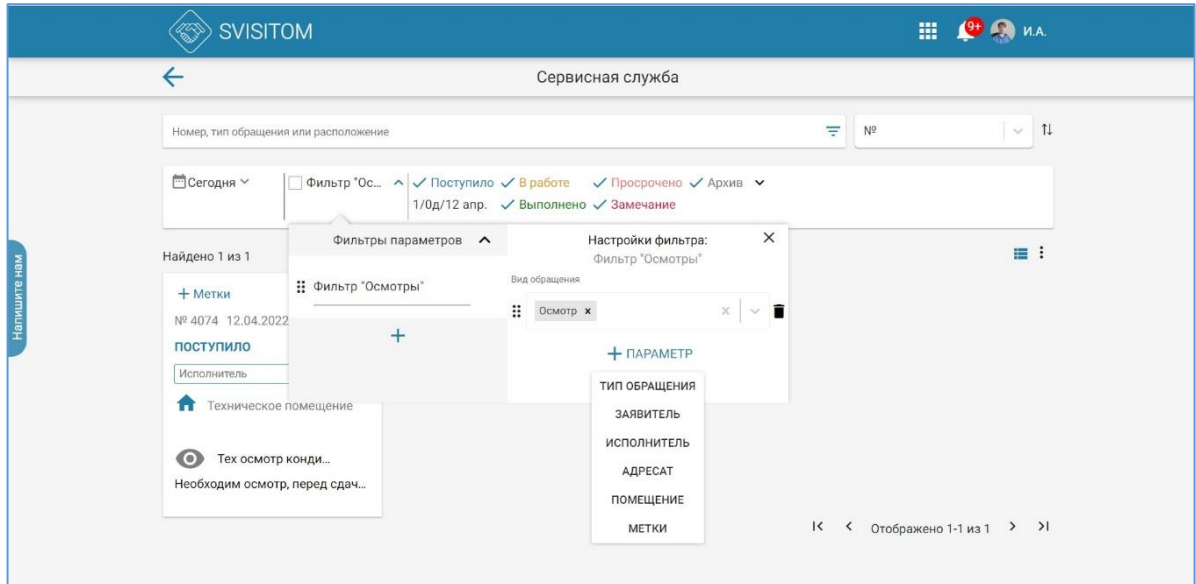 SVISITOM
9+
И.А.
Сервисная служба
Номер, тип обращения или расположение
№
Сегодня
Фильтр "Ос...
Поступило
В работе
Просрочено
Архив
1/0д/12 апр.
Выполнено
Замечание
Фильтры параметров
Настройки фильтра:
Фильтр "Осмотры"
Найдено 1 из 1
Вид обращения
Фильтр "Осмотры"
Осмотр x
+ Метки
№ 4074 12.04.2022
ПОСТУПИЛО
+ ПАРАМЕТР
Исполнитель
Техническое помещение
ТИП ОБРАЩЕНИЯ
ЗАЯВИТЕЛЬ
ИСПОЛНИТЕЛЬ
АДРЕСАТ
ПОМЕЩЕНИЕ
МЕТКИ
Тех осмотр конди...
Необходим осмотр, перед сдач...
Отображено 1-1 из 1
Напишите нам